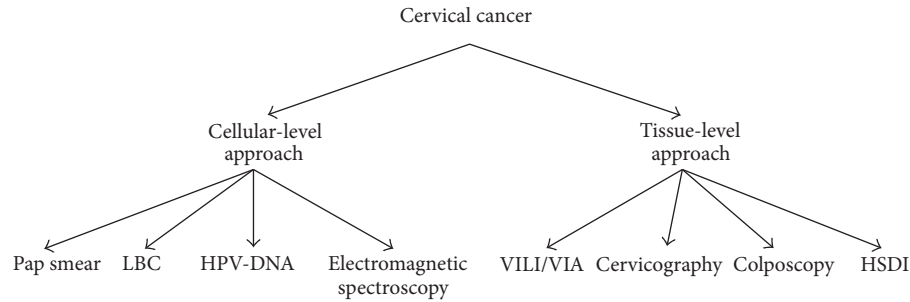 Cervical cancer
Cellular-level
approach
Tissue-level
approach
Pap smear
LBC
HPV-DNA
Electromagnetic
spectroscopy
VILI/VIA
Cervicography
Colposcopy
HSDI